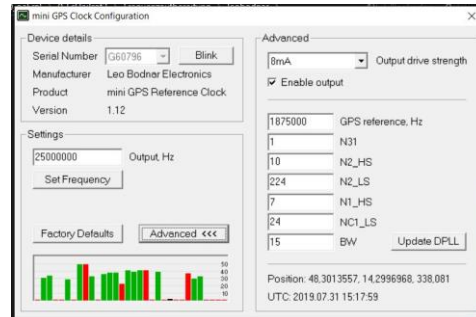 mini GPS Clock Configuration
Device details
Serial Number G60796 Blink
Manufacturer Leo Bodnar Electronics
Product mini GPS Reference Clock
Version 1.12
Settings
25000000 Output, Hz
Set Frequency
Factory Defaults Advanced <<<
50
40
30
20
10
Advanced
8mA Output drive strength
Enable output
1875000 GPS reference, Hz
1 N31
10 N2_HS
224 N2_LS
7 N1_HS
24 NC1_LS
15 BW Update DPLL
Position: 48,3013557, 14,2996968, 338,081
UTC: 2019.07.31 15:17:59